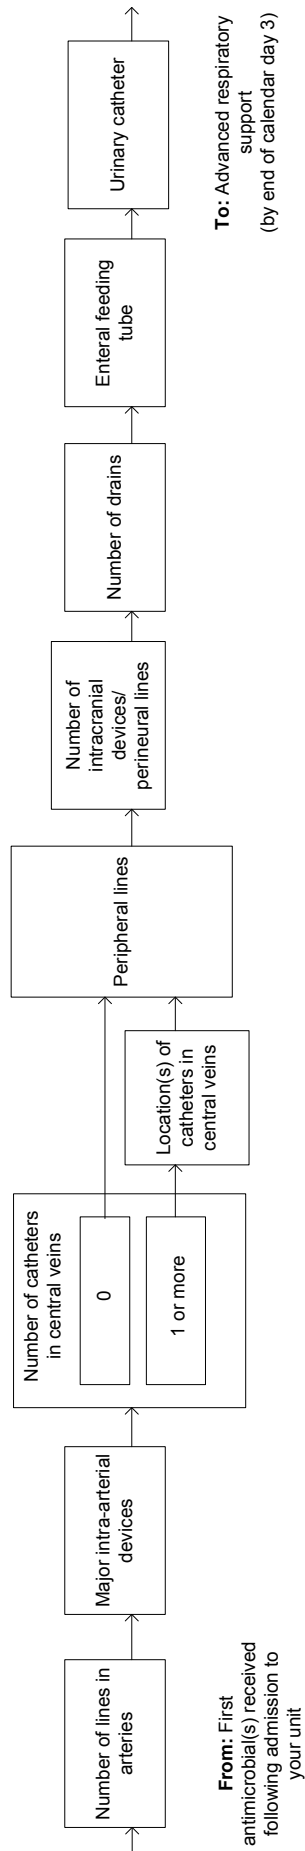 From: First
antimicrobial(s) received
following admission to
your unit
Number of lines in
arteries
Major intra-arterial
devices
Number of catheters
in central veins
0
1 or more
Location(s) of
catheters in
central veins
Peripheral lines
Number of
intracranial
devices/
perineural lines
Number of drains
Enteral feeding
tube
Urinary catheter
To: Advanced respiratory
support
(by end of calendar day 3)